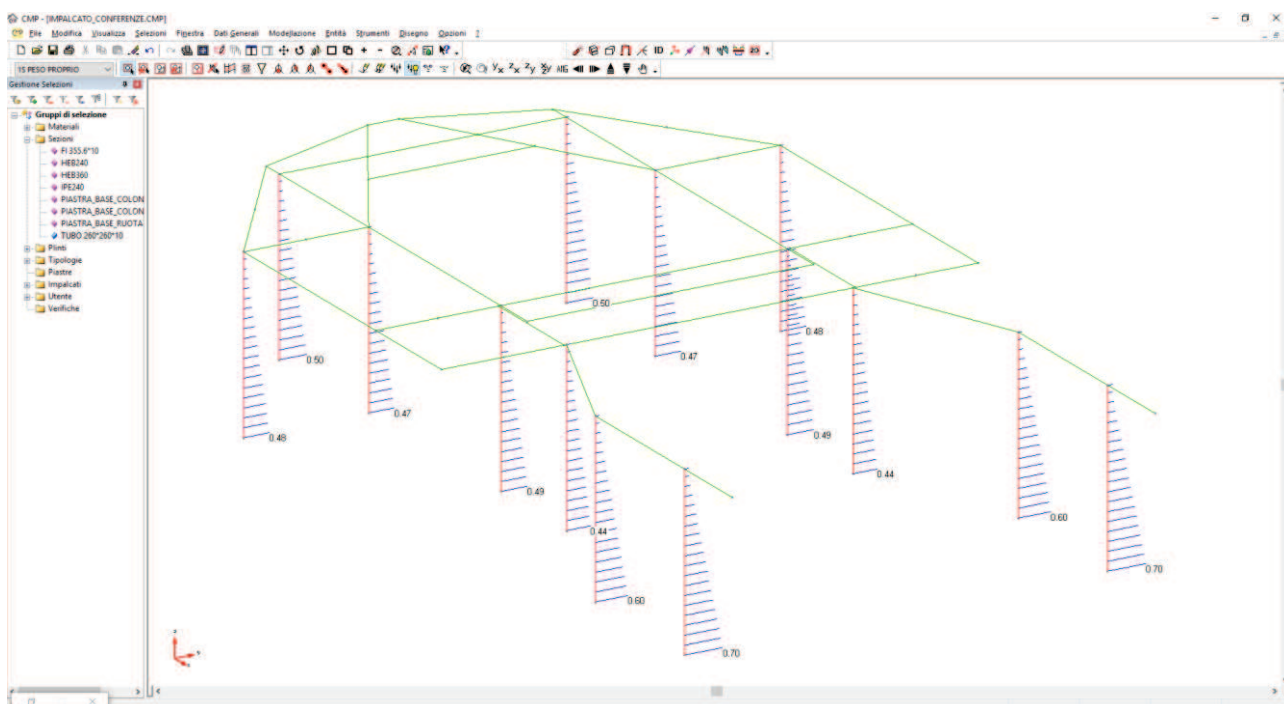 CMP - [IMPALCATO_CONFERENZE.CMP]
File Modifica Visualizza Selezioni Finestra Dati Generali Modellazione Entità Strumenti Disegno Opzioni ?
15 PESO PROPRIO
Gestione Selezioni
Gruppi di selezione
Materiali
Sezioni
FI 355.6*10
HEB240
HEB360
IPE240
PIASTRA_BASE_COLON
PIASTRA_BASE_COLON
PIASTRA_BASE_RUOTA
TUBO 260*260*10
Plinti
Tipologie
Piastre
Impalcati
Utente
Verifiche
0.50
0.48
0.50
0.47
0.47
0.48
0.49
0.44
0.49
0.60
0.44
0.70
0.60
0.70